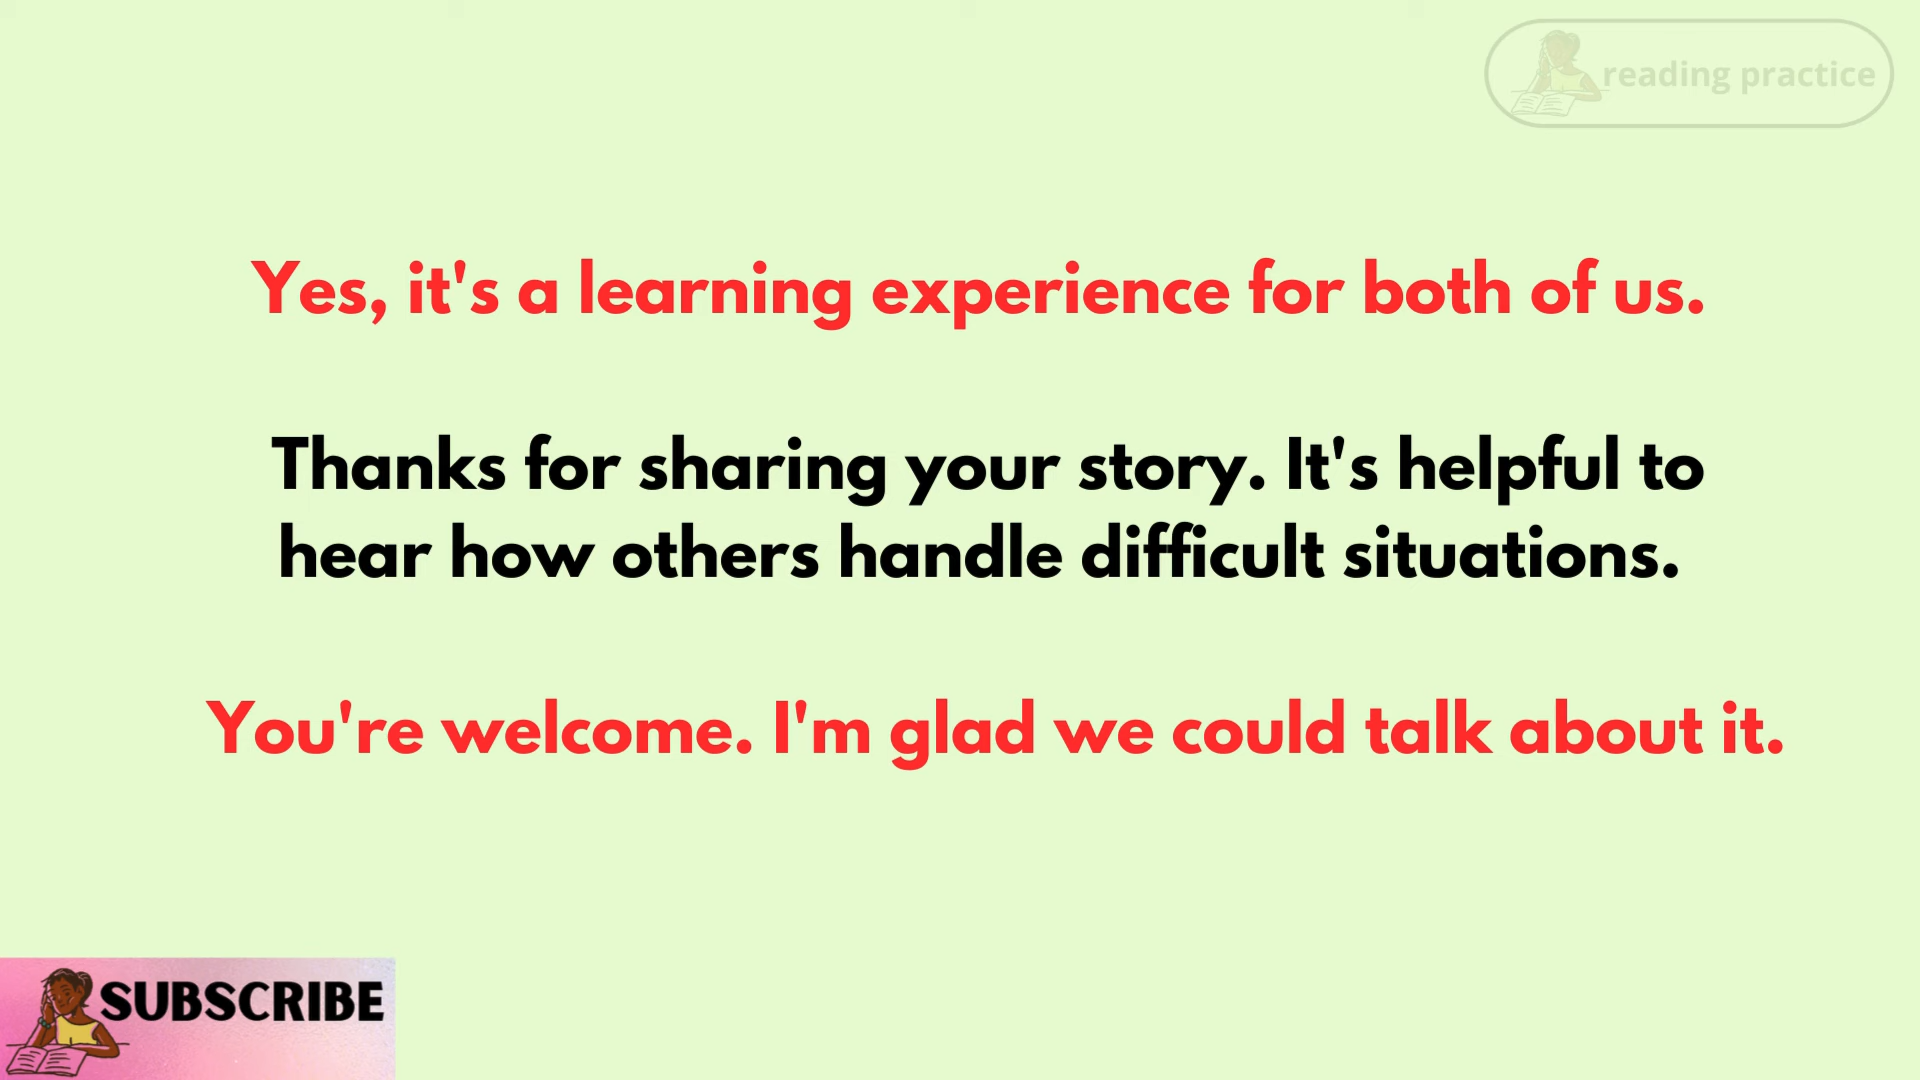 reading practice
Yes, it's a learning experience for both of us.
Thanks for sharing your story. It's helpful to
hear how others handle difficult situations.
You're welcome. I'm glad we could talk about it.
SUBSCRIBE